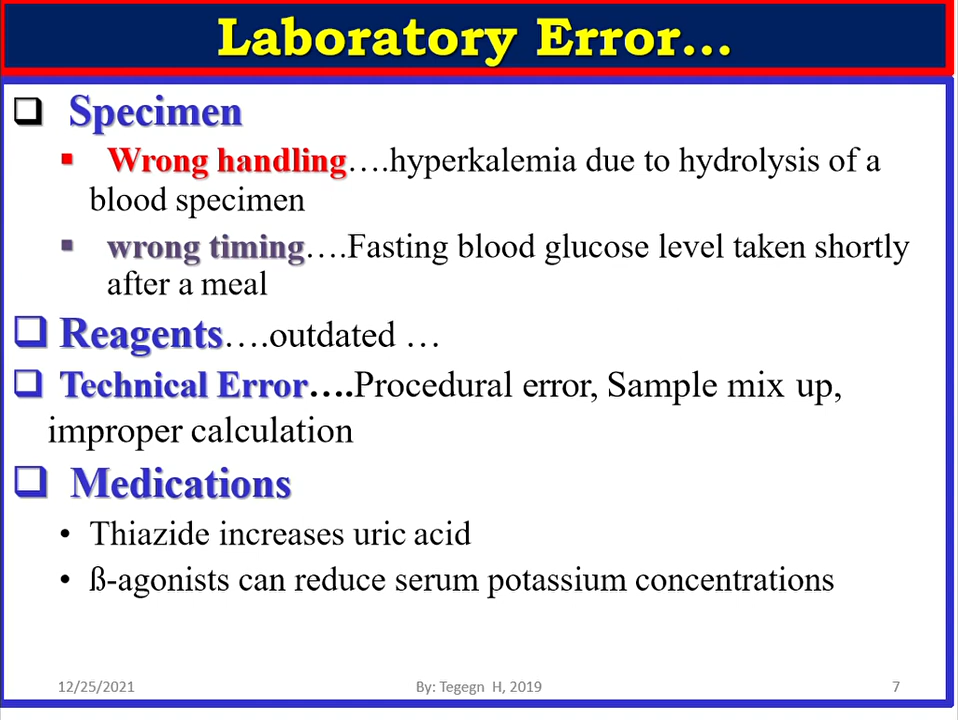 Laboratory Error...
❑ Specimen
▪ Wrong handling….hyperkalemia due to hydrolysis of a
blood specimen
▪ wrong timing….Fasting blood glucose level taken shortly
after a meal
❑ Reagents….outdated …
❑ Technical Error….Procedural error, Sample mix up,
improper calculation
❑ Medications
• Thiazide increases uric acid
• ß-agonists can reduce serum potassium concentrations
12/25/2021 By: Tegegn H, 2019 7